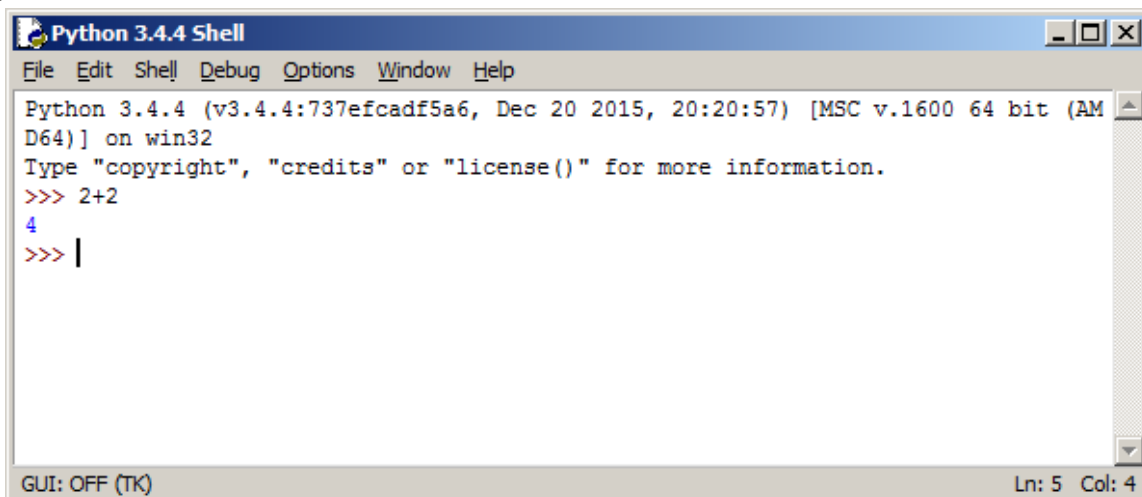 Python 3.4.4 Shell
File Edit Shell Debug Options Window Help
Python 3.4.4 (v3.4.4:737efcadf5a6, Dec 20 2015, 20:20:57) [MSC v.1600 64 bit (AM
D64)] on win32
Type "copyright", "credits" or "license()" for more information.
>>> 2+2
4
>>>
GUI: OFF (TK) Ln: 5 Col: 4